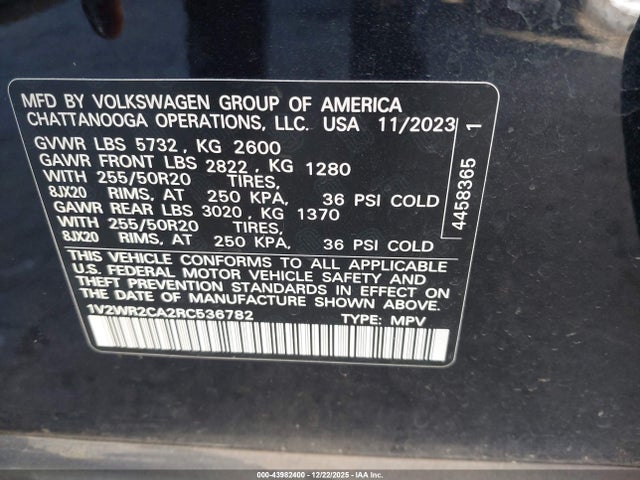 MFD BY VOLKSWAGEN GROUP OF AMERICA
CHATTANOOGA OPERATIONS, LLC. USA 11/2023
GVWR LBS 5732 , KG 2600
GAWR FRONT LBS 2822 , KG 1280
WITH 255/50R20 TIRES,
8JX20 RIMS, AT 250 KPA, 36 PSI COLD
GAWR REAR LBS 3020 , KG 1370
WITH 255/50R20 TIRES,
8JX20 RIMS, AT 250 KPA, 36 PSI COLD
THIS VEHICLE CONFORMS TO ALL APPLICABLE
U.S. FEDERAL MOTOR VEHICLE SAFETY AND
THEFT PREVENTION STANDARDS IN EFFECT ON
THE DATE OF MANUFACTURE SHOWN ABOVE.
1V2WR2CA2RC536782 TYPE: MPV
4458365 1
000-43982400 - 12/22/2025 - IAA Inc.